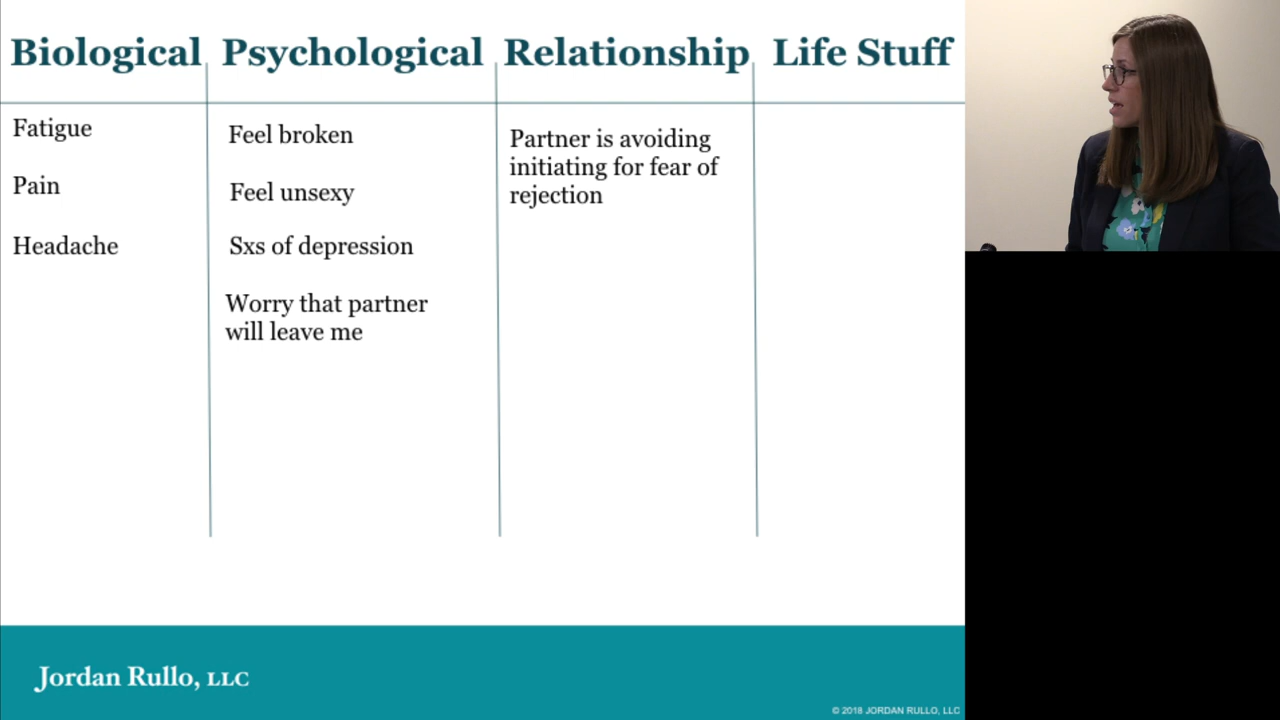 Biological Psychological Relationship Life Stuff
Fatigue
Pain
Headache
Feel broken
Feel unsexy
Sxs of depression
Worry that partner
will leave me
Partner is avoiding
initiating for fear of
rejection
Jordan Rullo, LLC
© 2018 JORDAN RULLO, LLC